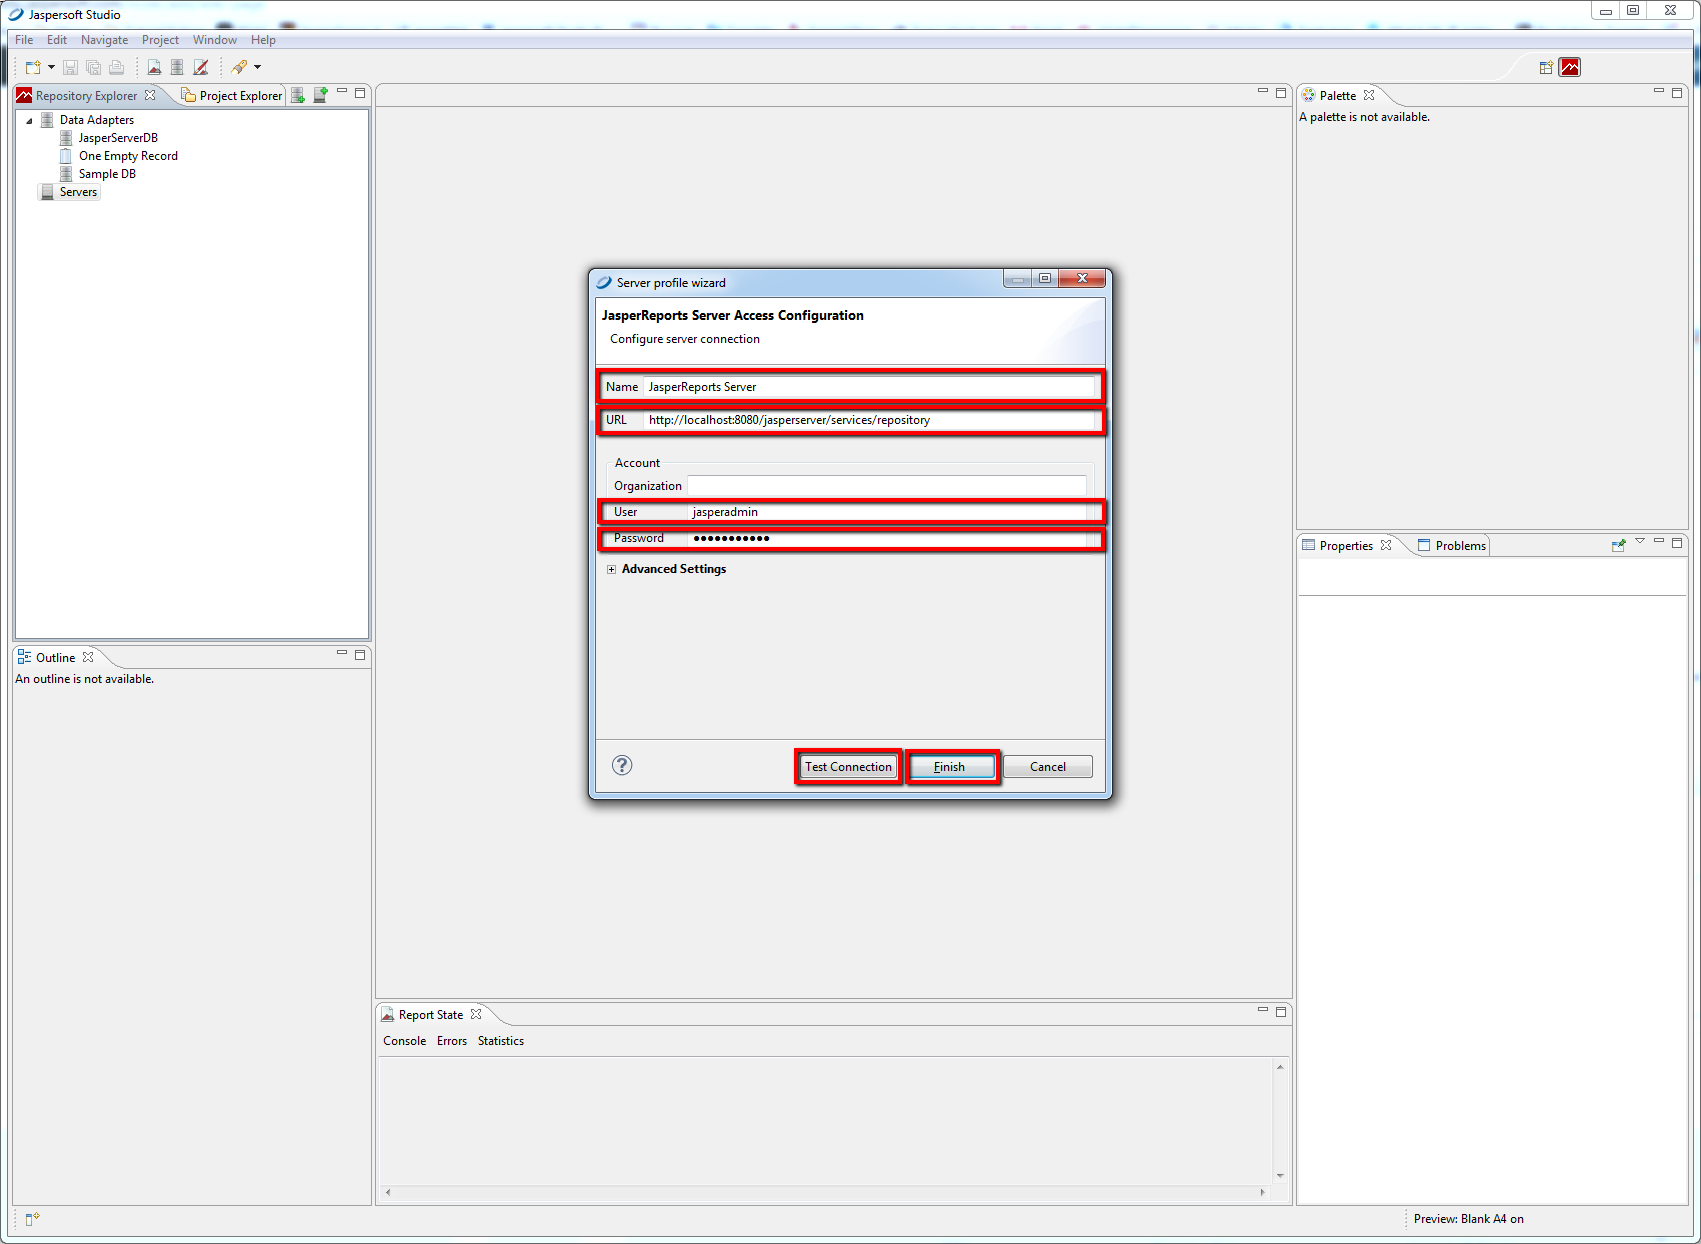 Jaspersoft Studio
File Edit Navigate Project Window Help
Repository Explorer
Project Explorer
Data Adapters
JasperServerDB
One Empty Record
Sample DB
Servers
Outline
An outline is not available.
Server profile wizard
JasperReports Server Access Configuration
Configure server connection
Name JasperReports Server
URL http://localhost:8080/jasperserver/services/repository
Account
Organization
User jasperadmin
Password ●●●●●●●●●●●
Advanced Settings
Test Connection
Finish
Cancel
Report State
Console Errors Statistics
Palette
A palette is not available.
Properties
Problems
Preview: Blank A4 on